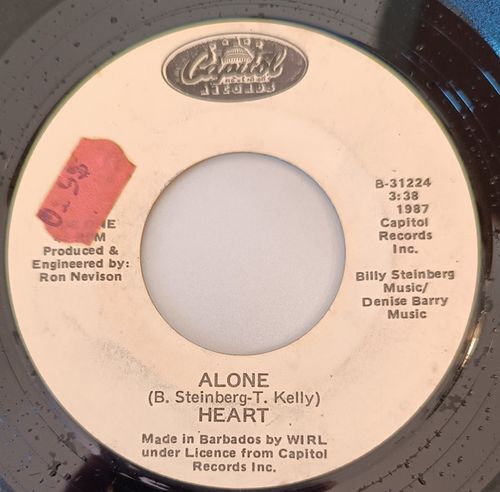 Capitol
RECORDS
$5
Produced &
Engineered by:
Ron Nevison
B-31224
3:38
1987
Capitol
Records
Inc.
Billy Steinberg
Music/
Denise Barry
Music
ALONE
(B. Steinberg-T. Kelly)
HEART
Made in Barbados by WIRL
under Licence from Capitol
Records Inc.